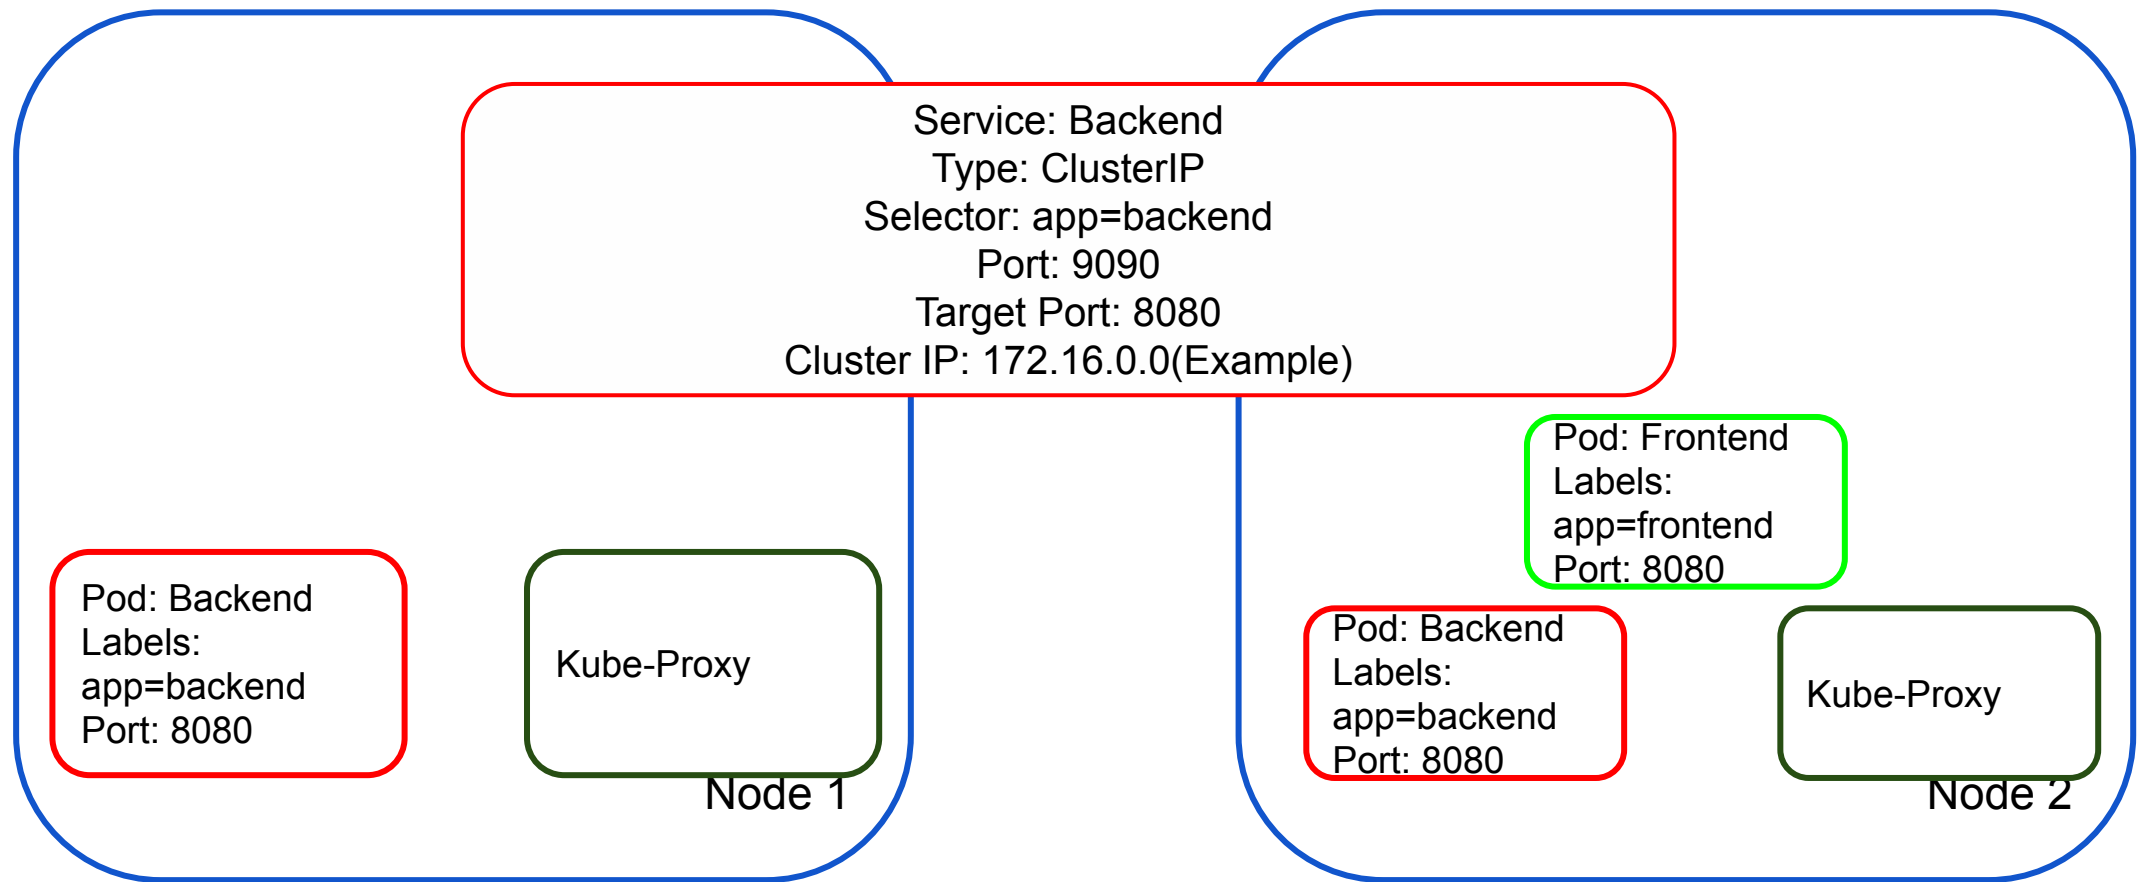 Service: Backend
Type: ClusterIP
Selector: app=backend
Port: 9090
Target Port: 8080
Cluster IP: 172.16.0.0(Example)
Pod: Backend
Labels:
app=backend
Port: 8080
Kube-Proxy
Node 1
Pod: Frontend
Labels:
app=frontend
Port: 8080
Pod: Backend
Labels:
app=backend
Port: 8080
Kube-Proxy
Node 2